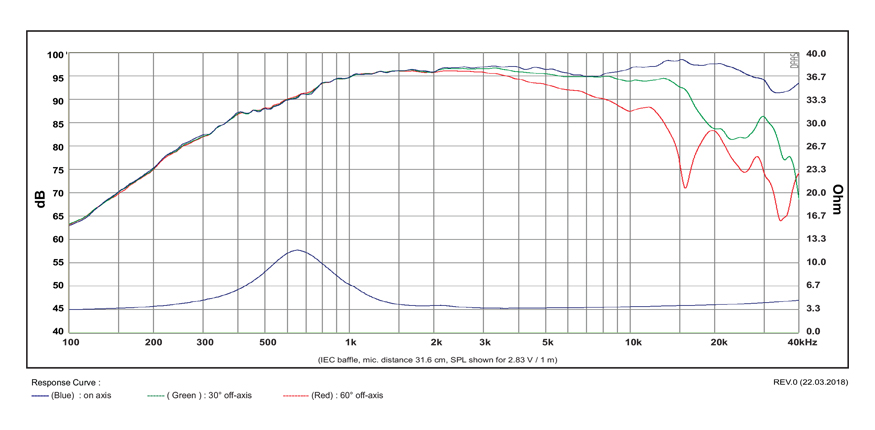 100 40.0
DPAS
95 36.7
90 33.3
85 30.0
80 26.7
75 23.3
70 20.0
dB Ohm
65 16.7
60 13.3
55 10.0
50 6.7
45 3.3
40 0.0
100 200 300 500 1k 2k 3k 5k 10k 20k 40kHz
(IEC baffle, mic. distance 31.6 cm, SPL shown for 2.83 V / 1 m)
Response Curve : REV.0 (22.03.2018)
(Blue) : on axis ( Green ) : 30° off-axis (Red) : 60° off-axis